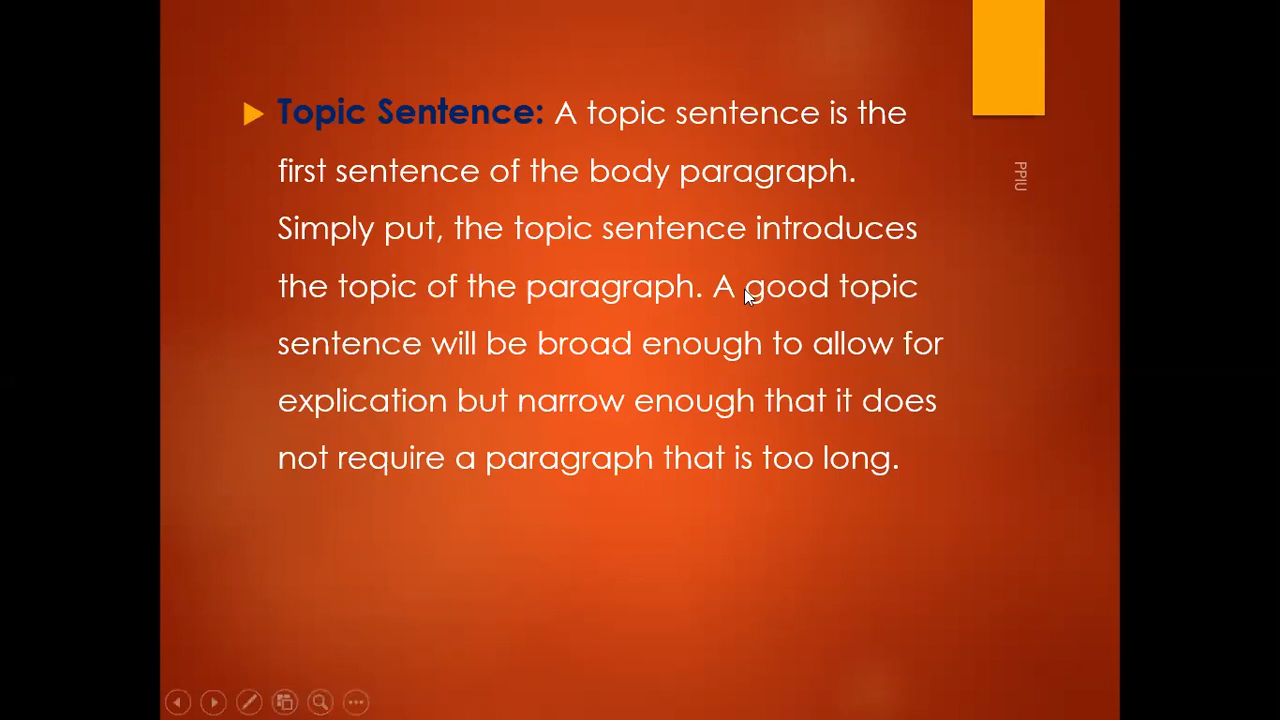 Topic Sentence: A topic sentence is the
first sentence of the body paragraph.
Simply put, the topic sentence introduces
the topic of the paragraph. A good topic
sentence will be broad enough to allow for
explication but narrow enough that it does
not require a paragraph that is too long.
PPIU